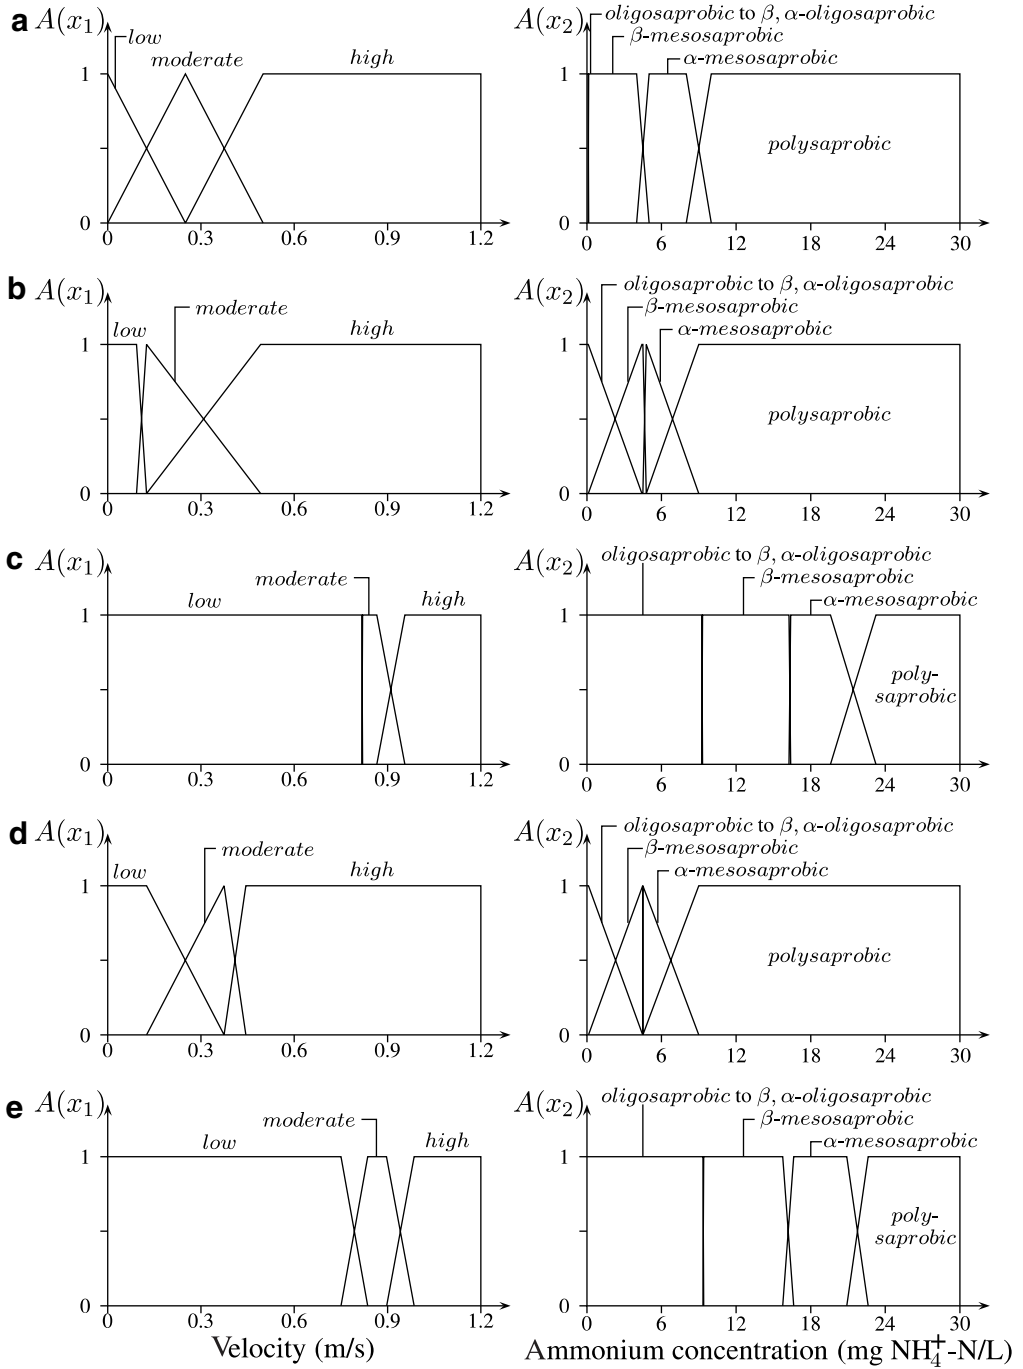 a A(x₁) A(x₂) oligosaprobic to β, α-oligosaprobic
low β-mesosaprobic
moderate high α-mesosaprobic
1 1
polysaprobic
0 0
0 0.3 0.6 0.9 1.2 0 6 12 18 24 30
b A(x₁) A(x₂) oligosaprobic to β, α-oligosaprobic
moderate β-mesosaprobic
low high α-mesosaprobic
1 1
polysaprobic
0 0
0 0.3 0.6 0.9 1.2 0 6 12 18 24 30
c A(x₁) A(x₂) oligosaprobic to β, α-oligosaprobic
moderate β-mesosaprobic
low high α-mesosaprobic
1 1
poly-
saprobic
0 0
0 0.3 0.6 0.9 1.2 0 6 12 18 24 30
d A(x₁) A(x₂) oligosaprobic to β, α-oligosaprobic
moderate β-mesosaprobic
low high α-mesosaprobic
1 1
polysaprobic
0 0
0 0.3 0.6 0.9 1.2 0 6 12 18 24 30
e A(x₁) A(x₂) oligosaprobic to β, α-oligosaprobic
moderate β-mesosaprobic
low high α-mesosaprobic
1 1
poly-
saprobic
0 0
0 0.3 0.6 0.9 1.2 0 6 12 18 24 30
Velocity (m/s) Ammonium concentration (mg NH₄⁺-N/L)